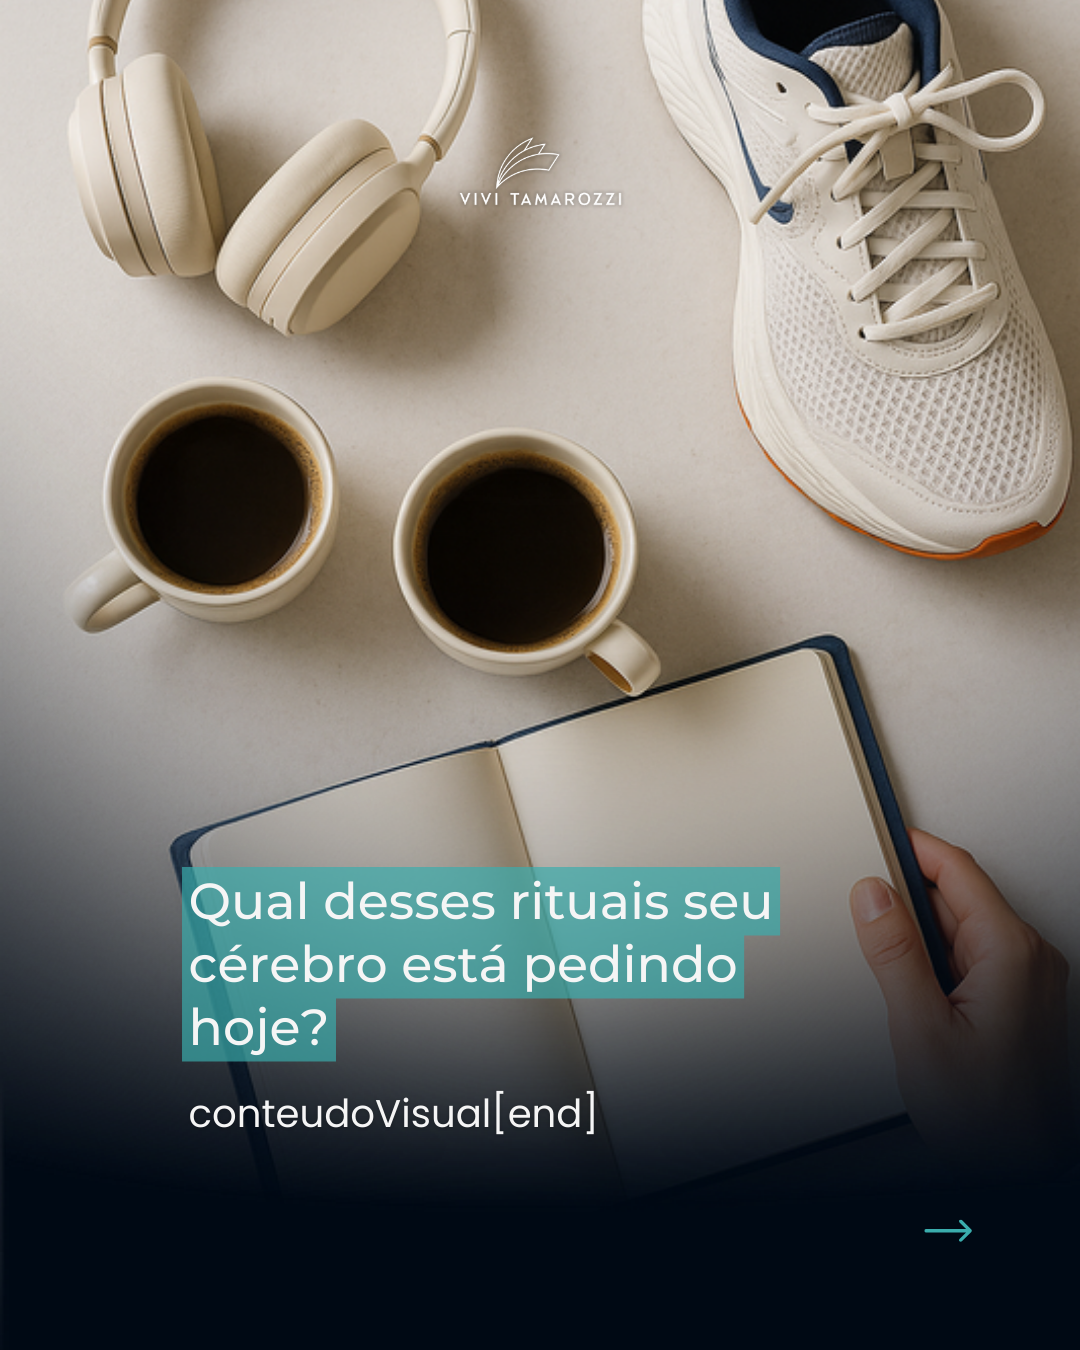 VIVI TAMAROZZI
Qual desses rituais seu
cérebro está pedindo
hoje?
conteudoVisual[end]